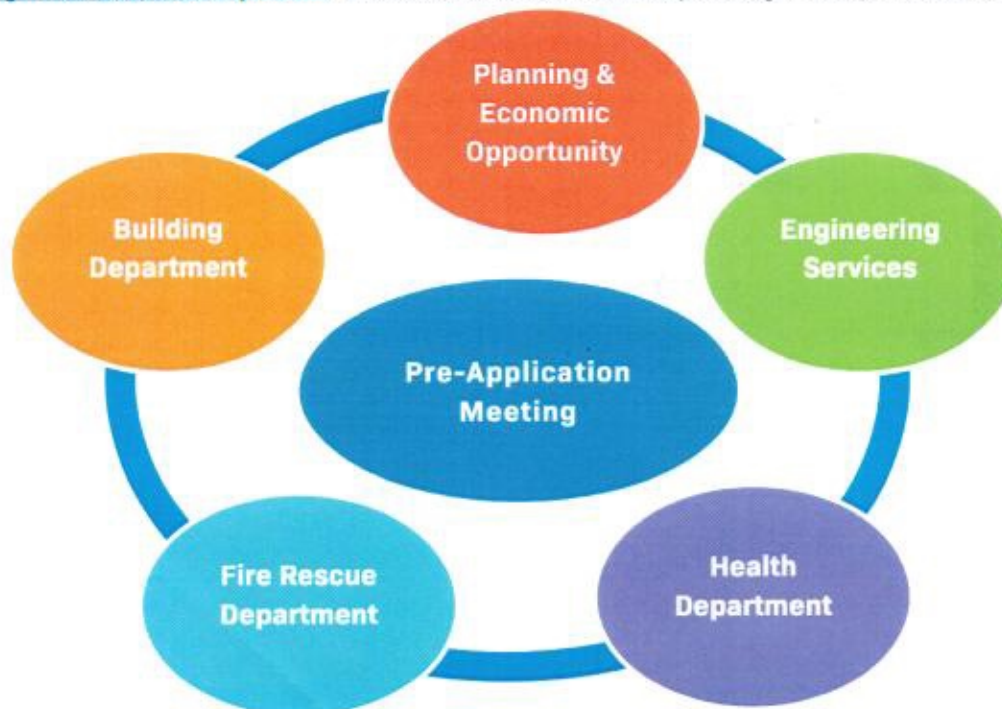 Planning &
Economic
Opportunity
Building
Department
Engineering
Services
Pre-Application
Meeting
Fire Rescue
Department
Health
Department